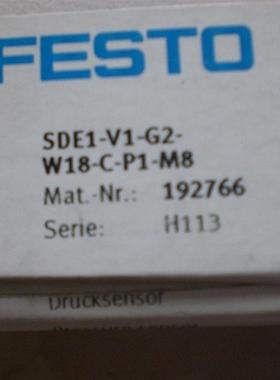 FESTO
SDE1-V1-G2-
W18-C-P1-M8
Mat.-Nr.: 192766
Serie: H113
Drucksensor